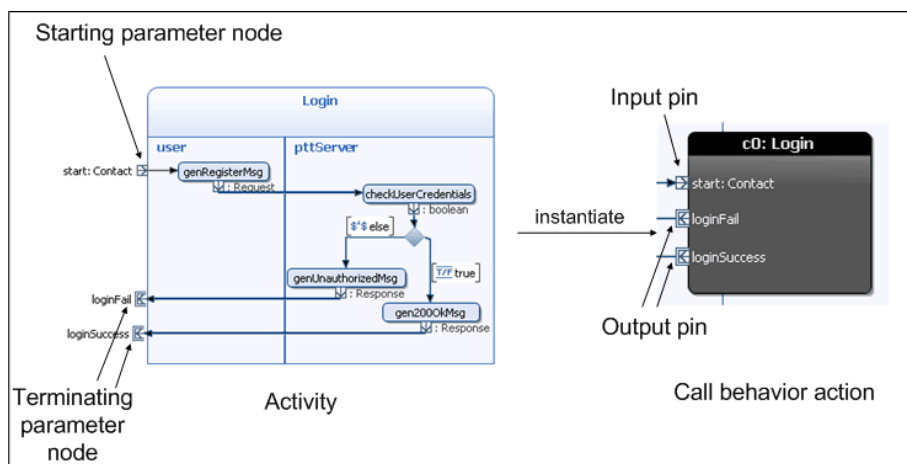 Starting parameter node
Login
Input pin
user
pttServer
c0: Login
start: Contact
genRegisterMsg
: Request
checkUserCredentials
: boolean
start: Contact
instantiate
loginFail
else
loginSuccess
T/F true
genUnauthorizedMsg
: Response
loginFail
gen200OkMsg
: Response
loginSuccess
Output pin
Terminating
parameter
node
Activity
Call behavior action